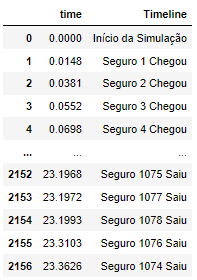 time Timeline
0 0.0000 Início da Simulação
1 0.0148 Seguro 1 Chegou
2 0.0381 Seguro 2 Chegou
3 0.0552 Seguro 3 Chegou
4 0.0698 Seguro 4 Chegou
... ... ...
2152 23.1968 Seguro 1075 Saiu
2153 23.1972 Seguro 1077 Saiu
2154 23.1993 Seguro 1078 Saiu
2155 23.3103 Seguro 1076 Saiu
2156 23.3626 Seguro 1074 Saiu